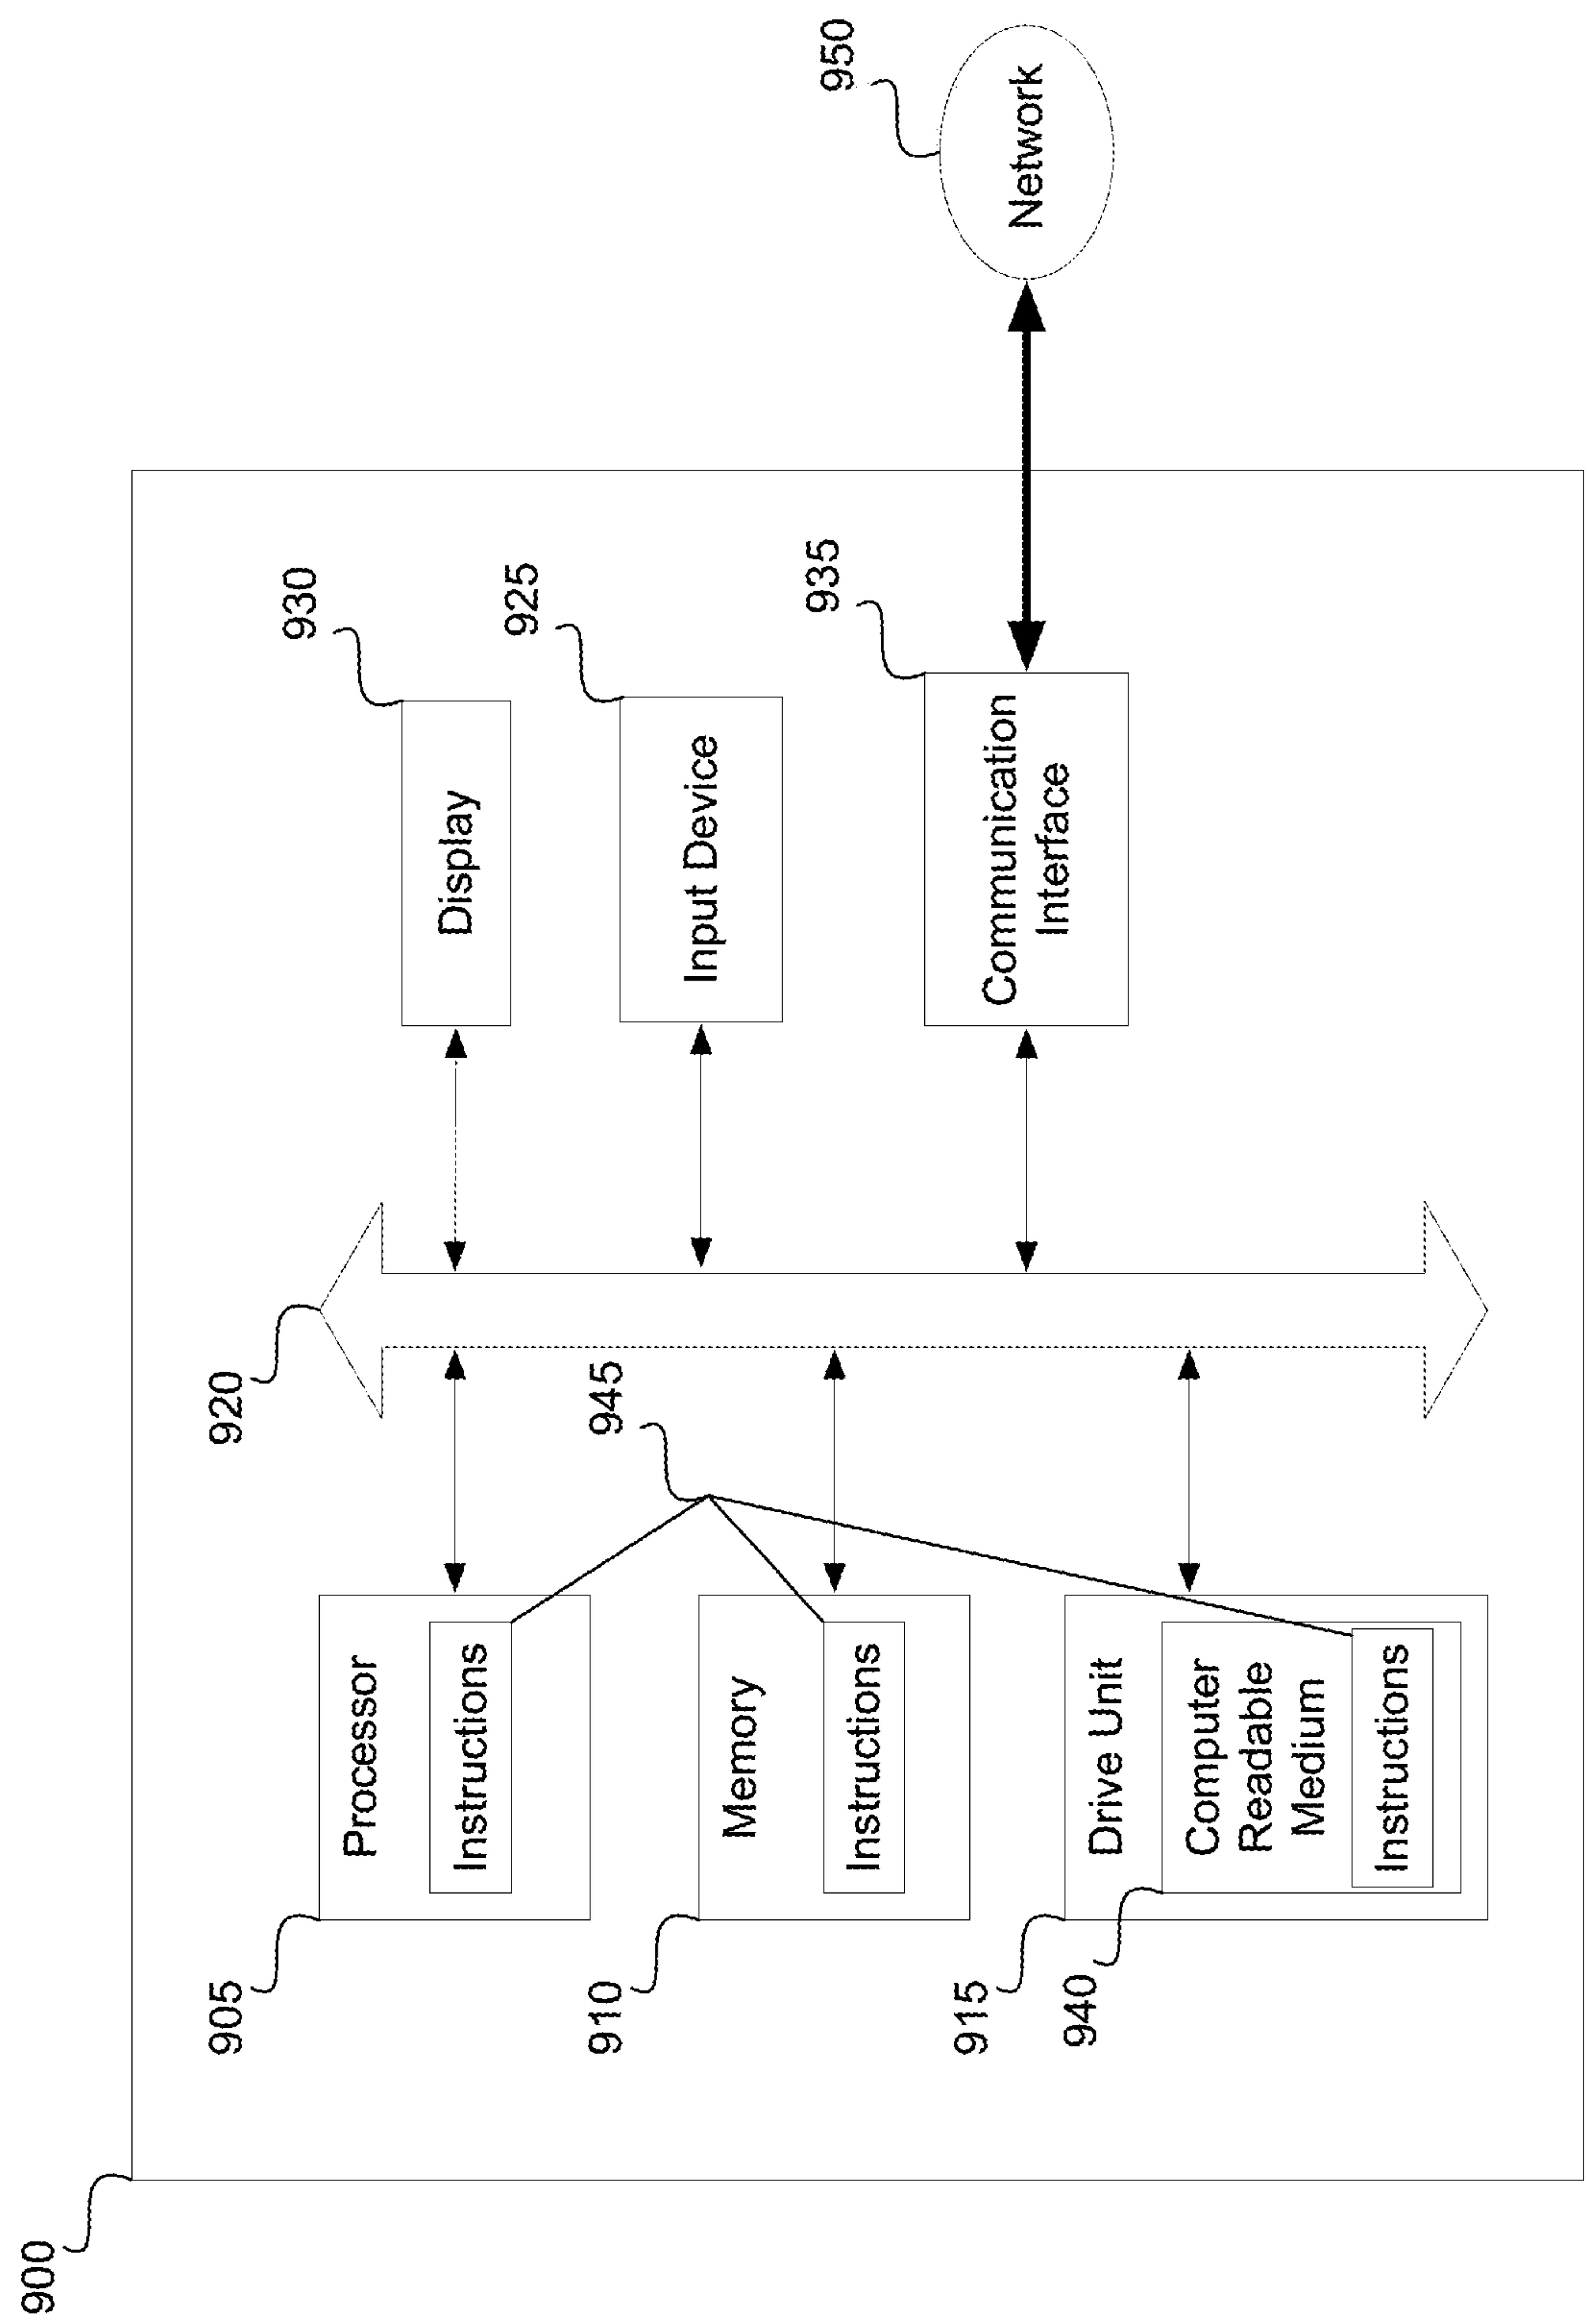 900
905
Processor
Instructions
910
Memory
Instructions
915
940
Drive Unit
Computer
Readable
Medium
Instructions
920
945
930
Display
925
Input Device
935
Communication
Interface
950
Network